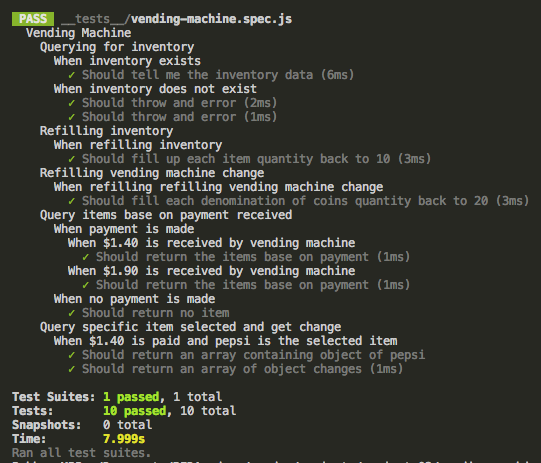 PASS __tests__/vending-machine.spec.js
Vending Machine
Querying for inventory
When inventory exists
✓ Should tell me the inventory data (6ms)
When inventory does not exist
✓ Should throw and error (2ms)
✓ Should throw and error (1ms)
Refilling inventory
When refilling inventory
✓ Should fill up each item quantity back to 10 (3ms)
Refilling vending machine change
When refilling refilling vending machine change
✓ Should fill each denomination of coins quantity back to 20 (3ms)
Query items base on payment received
When payment is made
When $1.40 is received by vending machine
✓ Should return the items base on payment (1ms)
When $1.90 is received by vending machine
✓ Should return the items base on payment (1ms)
When no payment is made
✓ Should return no item
Query specific item selected and get change
When $1.40 is paid and pepsi is the selected item
✓ Should return an array containing object of pepsi
✓ Should return an array of object changes (1ms)
Test Suites: 1 passed, 1 total
Tests: 10 passed, 10 total
Snapshots: 0 total
Time: 7.999s
Ran all test suites.